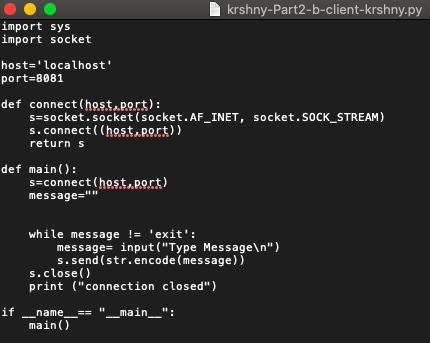 krshny-Part2-b-client-krshny.py
import sys
import socket
host='localhost'
port=8081
def connect(host,port):
s=socket.socket(socket.AF_INET, socket.SOCK_STREAM)
s.connect((host,port))
return s
def main():
s=connect(host,port)
message=""
while message != 'exit':
message= input("Type Message\n")
s.send(str.encode(message))
s.close()
print ("connection closed")
if __name__== "__main__":
main()